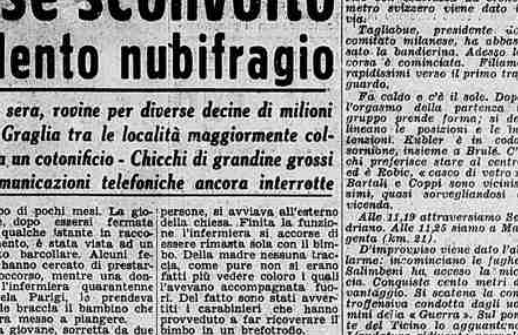 se sconvolto
lento nubifragio
sera, rovine per diverse decine di milioni
Graglia tra le località maggiormente col-
a un cotonificio - Chicchi di grandine grossi
municazioni telefoniche ancora interrotte
po di pochi mesi. La gio-
dopo essersi fermata
qualche istante in racco-
mento, è stata vista ad un
to barcollare. Alcuni fe-
hanno cercato di prestar-
occorso, mentre una don-
l'infermiera quarantenne
ela Parigi, lo prendeva
la braccia il bambino che
ra messo a piangere.
a giovane, sorretta da due
persone, si avviava all'esterno
della chiesa. Finita la funzio-
ne l'infermiera si accorse di
essere rimasta sola con il bim-
bo. Della madre nessuna trac-
cia, come pure non si erano
fatti più vedere coloro i quali
l'avevano accompagnata fuo-
ri. Del fatto sono stati avver-
titi i carabinieri che hanno
provveduto a far ricoverare il
bimbo in un brefotrofio.
metro svizzero viene dato
via.
Tagliabue, presidente
comitato milanese, ha abbas-
sato la bandierina. Adesso la
corsa è cominciata. Filiamo
rapidissimi verso il primo tra-
guardo.
Fa caldo e c'è il sole. Dopo
l'orgasmo della partenza il
gruppo prende forma; si de-
lineano le posizioni e le in-
tenzioni. Kubler è in coda
sornione, insieme a Brulé. C'è
chi preferisce stare al centro
ed è Robic, « casco di vetro »
Bartali e Coppi sono vicinis-
simi, quasi sorvegliandosi
vicenda.
Alle 11,19 attraversiamo Se-
driano. Alle 11,25 siamo a Ma-
genta (km. 21).
D'improvviso viene dato l'al-
larme: incominciano le fughe
Salimbeni ha acceso la mic-
cia. Conquista cento metri di
vantaggio. Si scatena la con-
troffensiva condotta dagli uo-
mini della « Guerra ». Sul pon-
te del Ticino lo agguantano